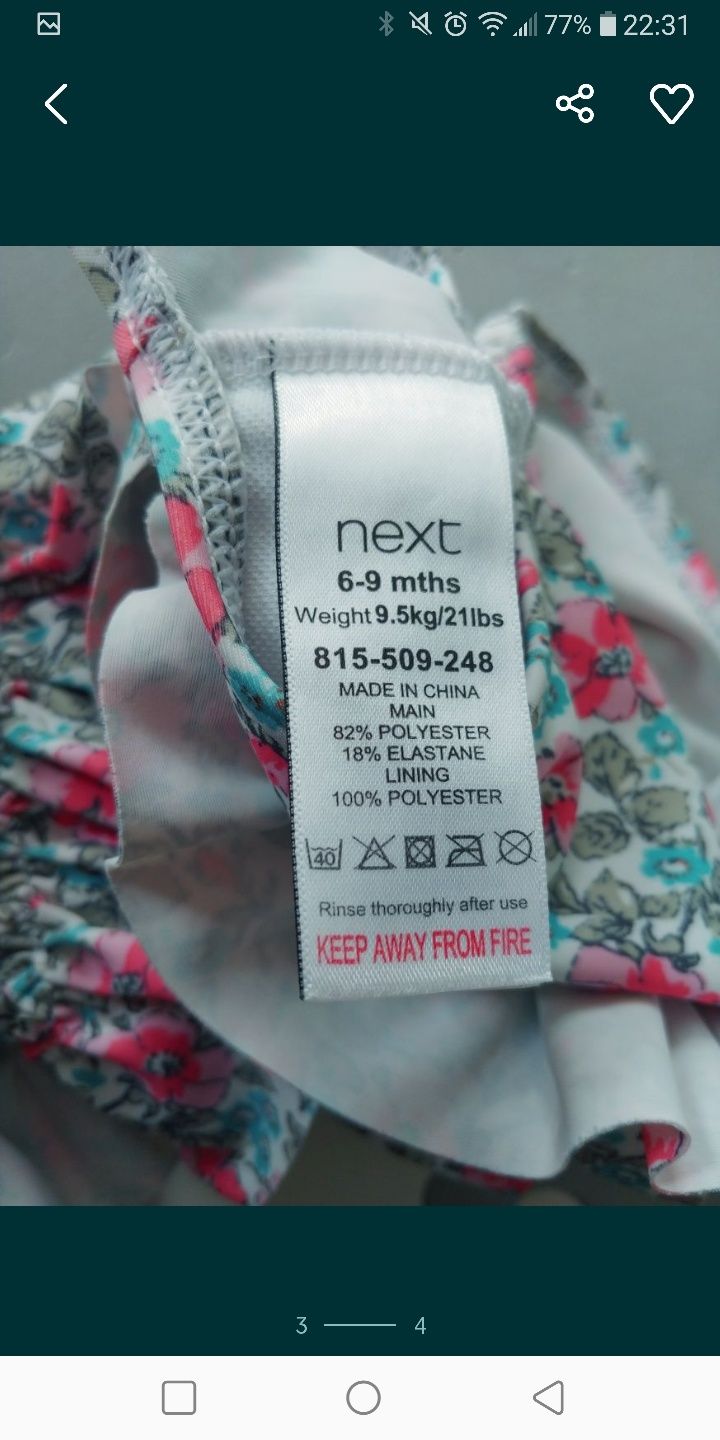 77% 22:31
next
6-9 mths
Weight 9.5kg/21lbs
815-509-248
MADE IN CHINA
MAIN
82% POLYESTER
18% ELASTANE
LINING
100% POLYESTER
40
Rinse thoroughly after use
KEEP AWAY FROM FIRE
3 4